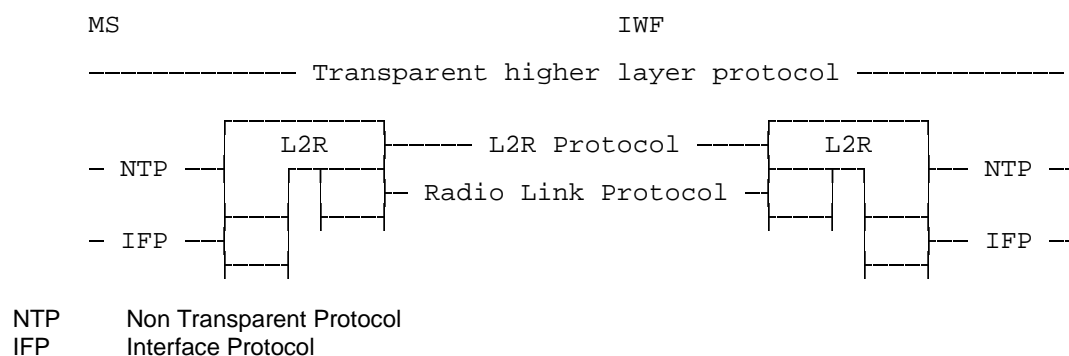 MS IWF
Transparent higher layer protocol
L2R L2R Protocol L2R
NTP NTP
Radio Link Protocol
IFP IFP
NTP Non Transparent Protocol
IFP Interface Protocol